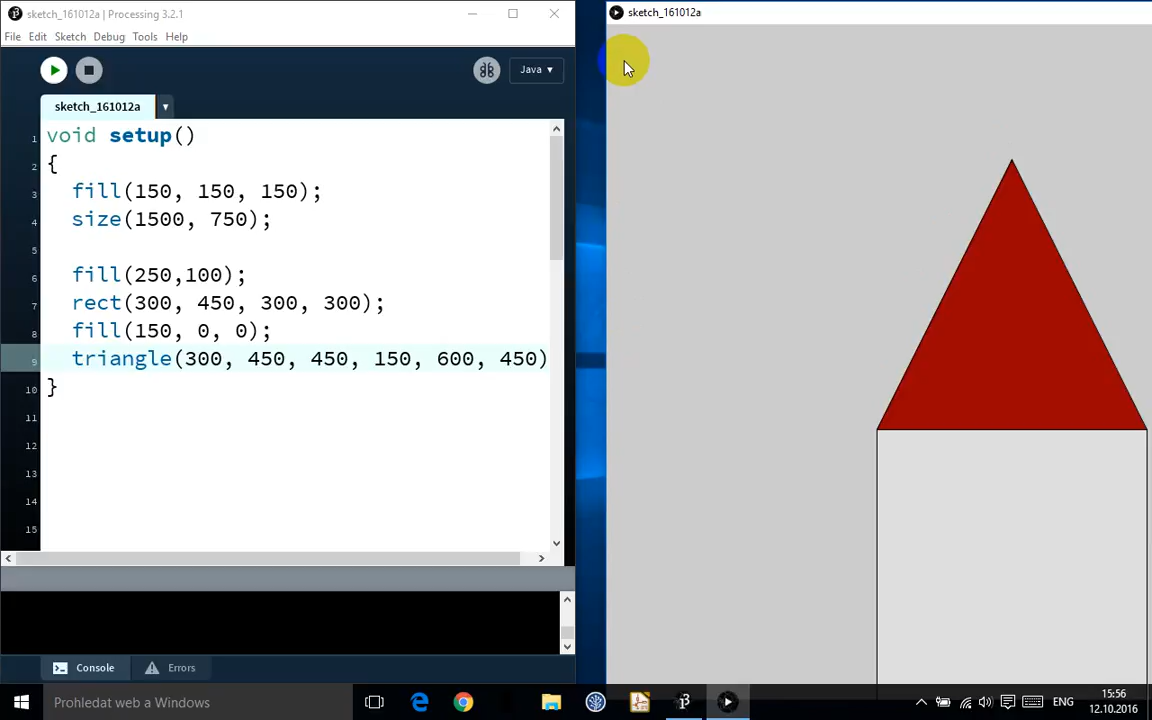 sketch_161012a | Processing 3.2.1
File Edit Sketch Debug Tools Help
Java ▾
sketch_161012a ▾
1 void setup()
2 {
3 fill(150, 150, 150);
4 size(1500, 750);
5
6 fill(250,100);
7 rect(300, 450, 300, 300);
8 fill(150, 0, 0);
9 triangle(300, 450, 450, 150, 600, 450)
10 }
11
12
13
14
15
Console Errors
sketch_161012a
Prohledat web a Windows
ENG
15:56
12.10.2016